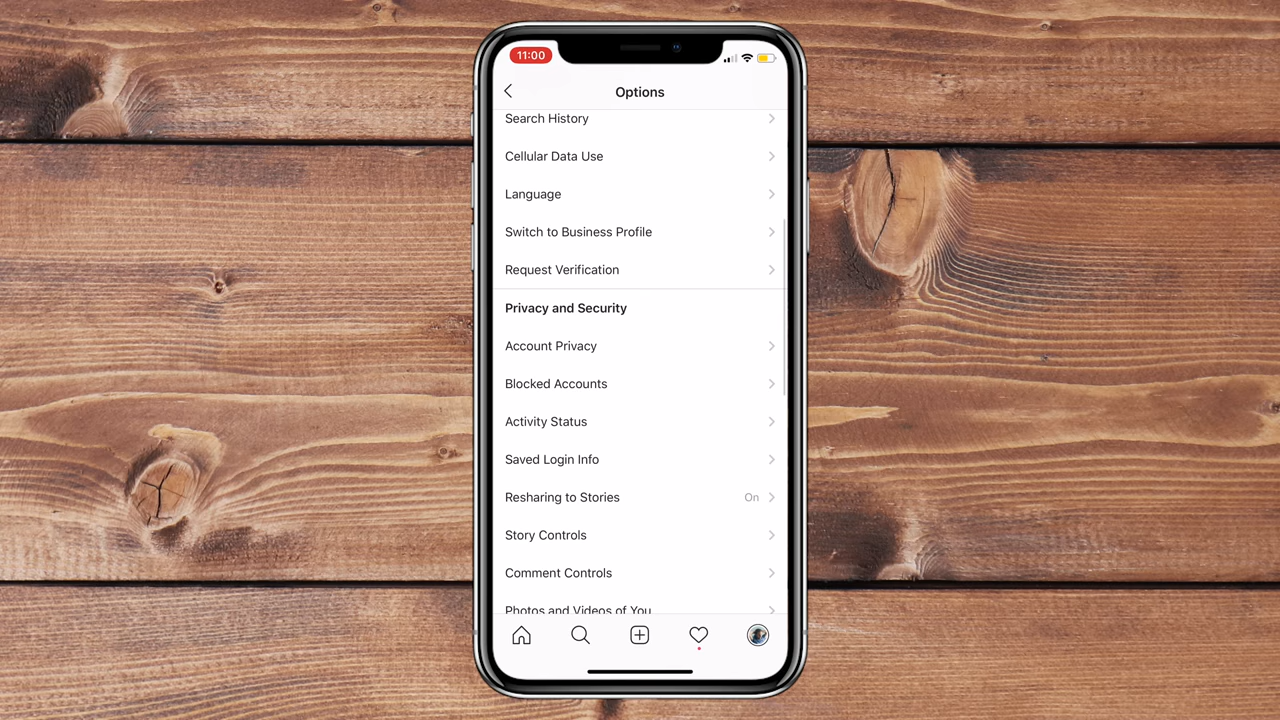 11:00
Options
Search History
Cellular Data Use
Language
Switch to Business Profile
Request Verification
Privacy and Security
Account Privacy
Blocked Accounts
Activity Status
Saved Login Info
Resharing to Stories On
Story Controls
Comment Controls
Photos and Videos of You